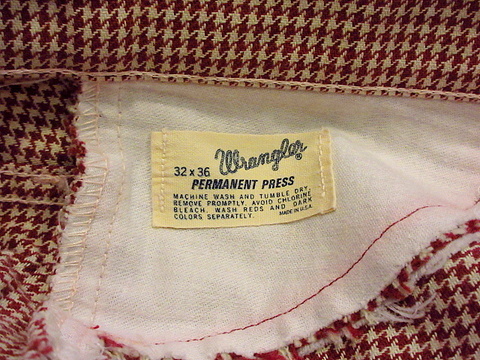 Wrangler®
32 x 36
PERMANENT PRESS
MACHINE WASH AND TUMBLE DRY.
REMOVE PROMPTLY. AVOID CHLORINE
BLEACH. WASH REDS AND DARK
COLORS SEPARATELY. MADE IN U.S.A.